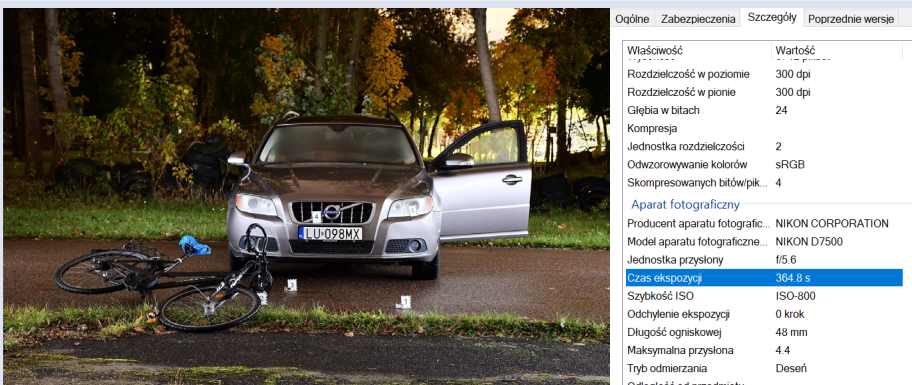 LU·098MX
4
3
1
Ogólne Zabezpieczenia Szczegóły Poprzednie wersje
Właściwość Wartość
Rozdzielczość w poziomie 300 dpi
Rozdzielczość w pionie 300 dpi
Głębia w bitach 24
Kompresja
Jednostka rozdzielczości 2
Odwzorowywanie kolorów sRGB
Skompresowanych bitów/pik... 4
Aparat fotograficzny
Producent aparatu fotografic... NIKON CORPORATION
Model aparatu fotograficzne... NIKON D7500
Jednostka przysłony f/5.6
Czas ekspozycji 364.8 s
Szybkość ISO ISO-800
Odchylenie ekspozycji 0 krok
Długość ogniskowej 48 mm
Maksymalna przysłona 4.4
Tryb odmierzania Deseń